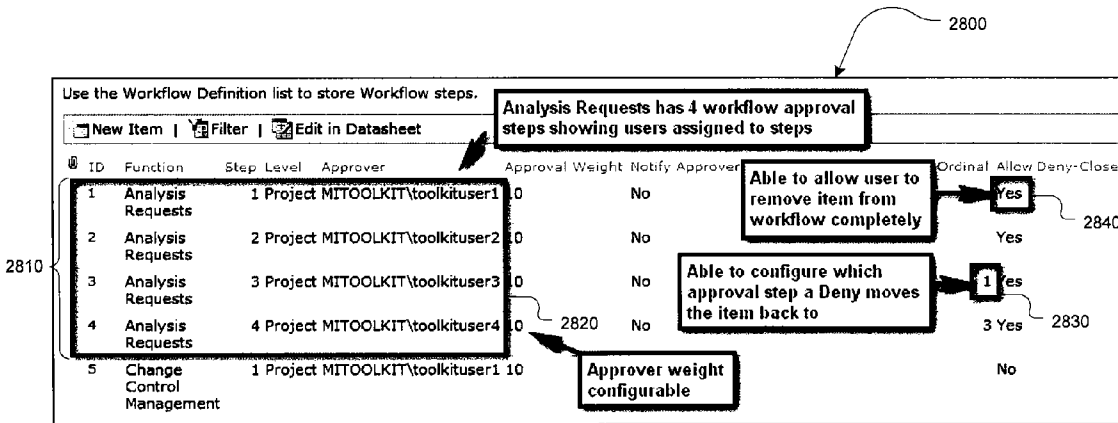 2800
Use the Workflow Definition list to store Workflow steps.
New Item | Filter | Edit in Datasheet
Analysis Requests has 4 workflow approval
steps showing users assigned to steps
ID Function Step Level Approver Approval Weight Notify Approver Ordinal Allow Deny-Close
1 Analysis Requests 1 Project MITOOLKIT\toolkituser1 10 No Yes
Able to allow user to
remove item from
workflow completely
2840
2 Analysis Requests 2 Project MITOOLKIT\toolkituser2 10 No Yes
2810
3 Analysis Requests 3 Project MITOOLKIT\toolkituser3 10 No 1 Yes
Able to configure which
approval step a Deny moves
the item back to
2820
2830
4 Analysis Requests 4 Project MITOOLKIT\toolkituser4 10 No 3 Yes
Approver weight
configurable
5 Change Control Management 1 Project MITOOLKIT\toolkituser1 10 No